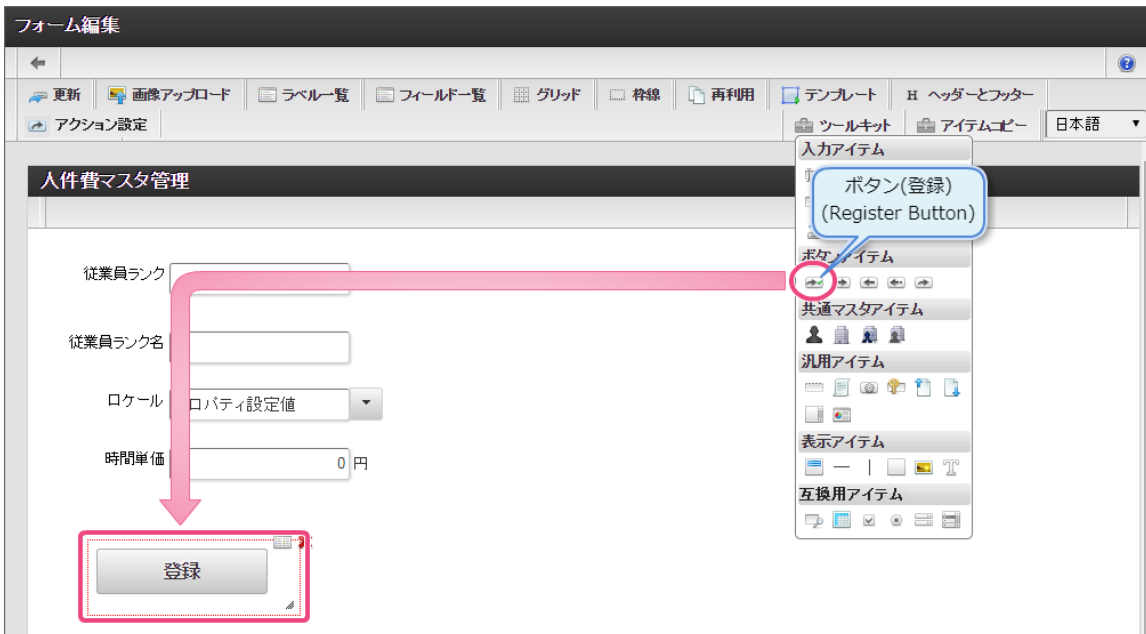 フォーム編集
更新 画像アップロード ラベル一覧 フィールド一覧 グリッド 枠線 再利用 テンプレート H ヘッダーとフッター
アクション設定 ツールキット アイテムコピー 日本語
入力アイテム
人件費マスタ管理
ボタン(登録)
(Register Button)
ボタンアイテム
従業員ランク
共通マスタアイテム
従業員ランク名
汎用アイテム
ロケール ロパティ設定値
表示アイテム
時間単価 0 円
互換用アイテム
登録